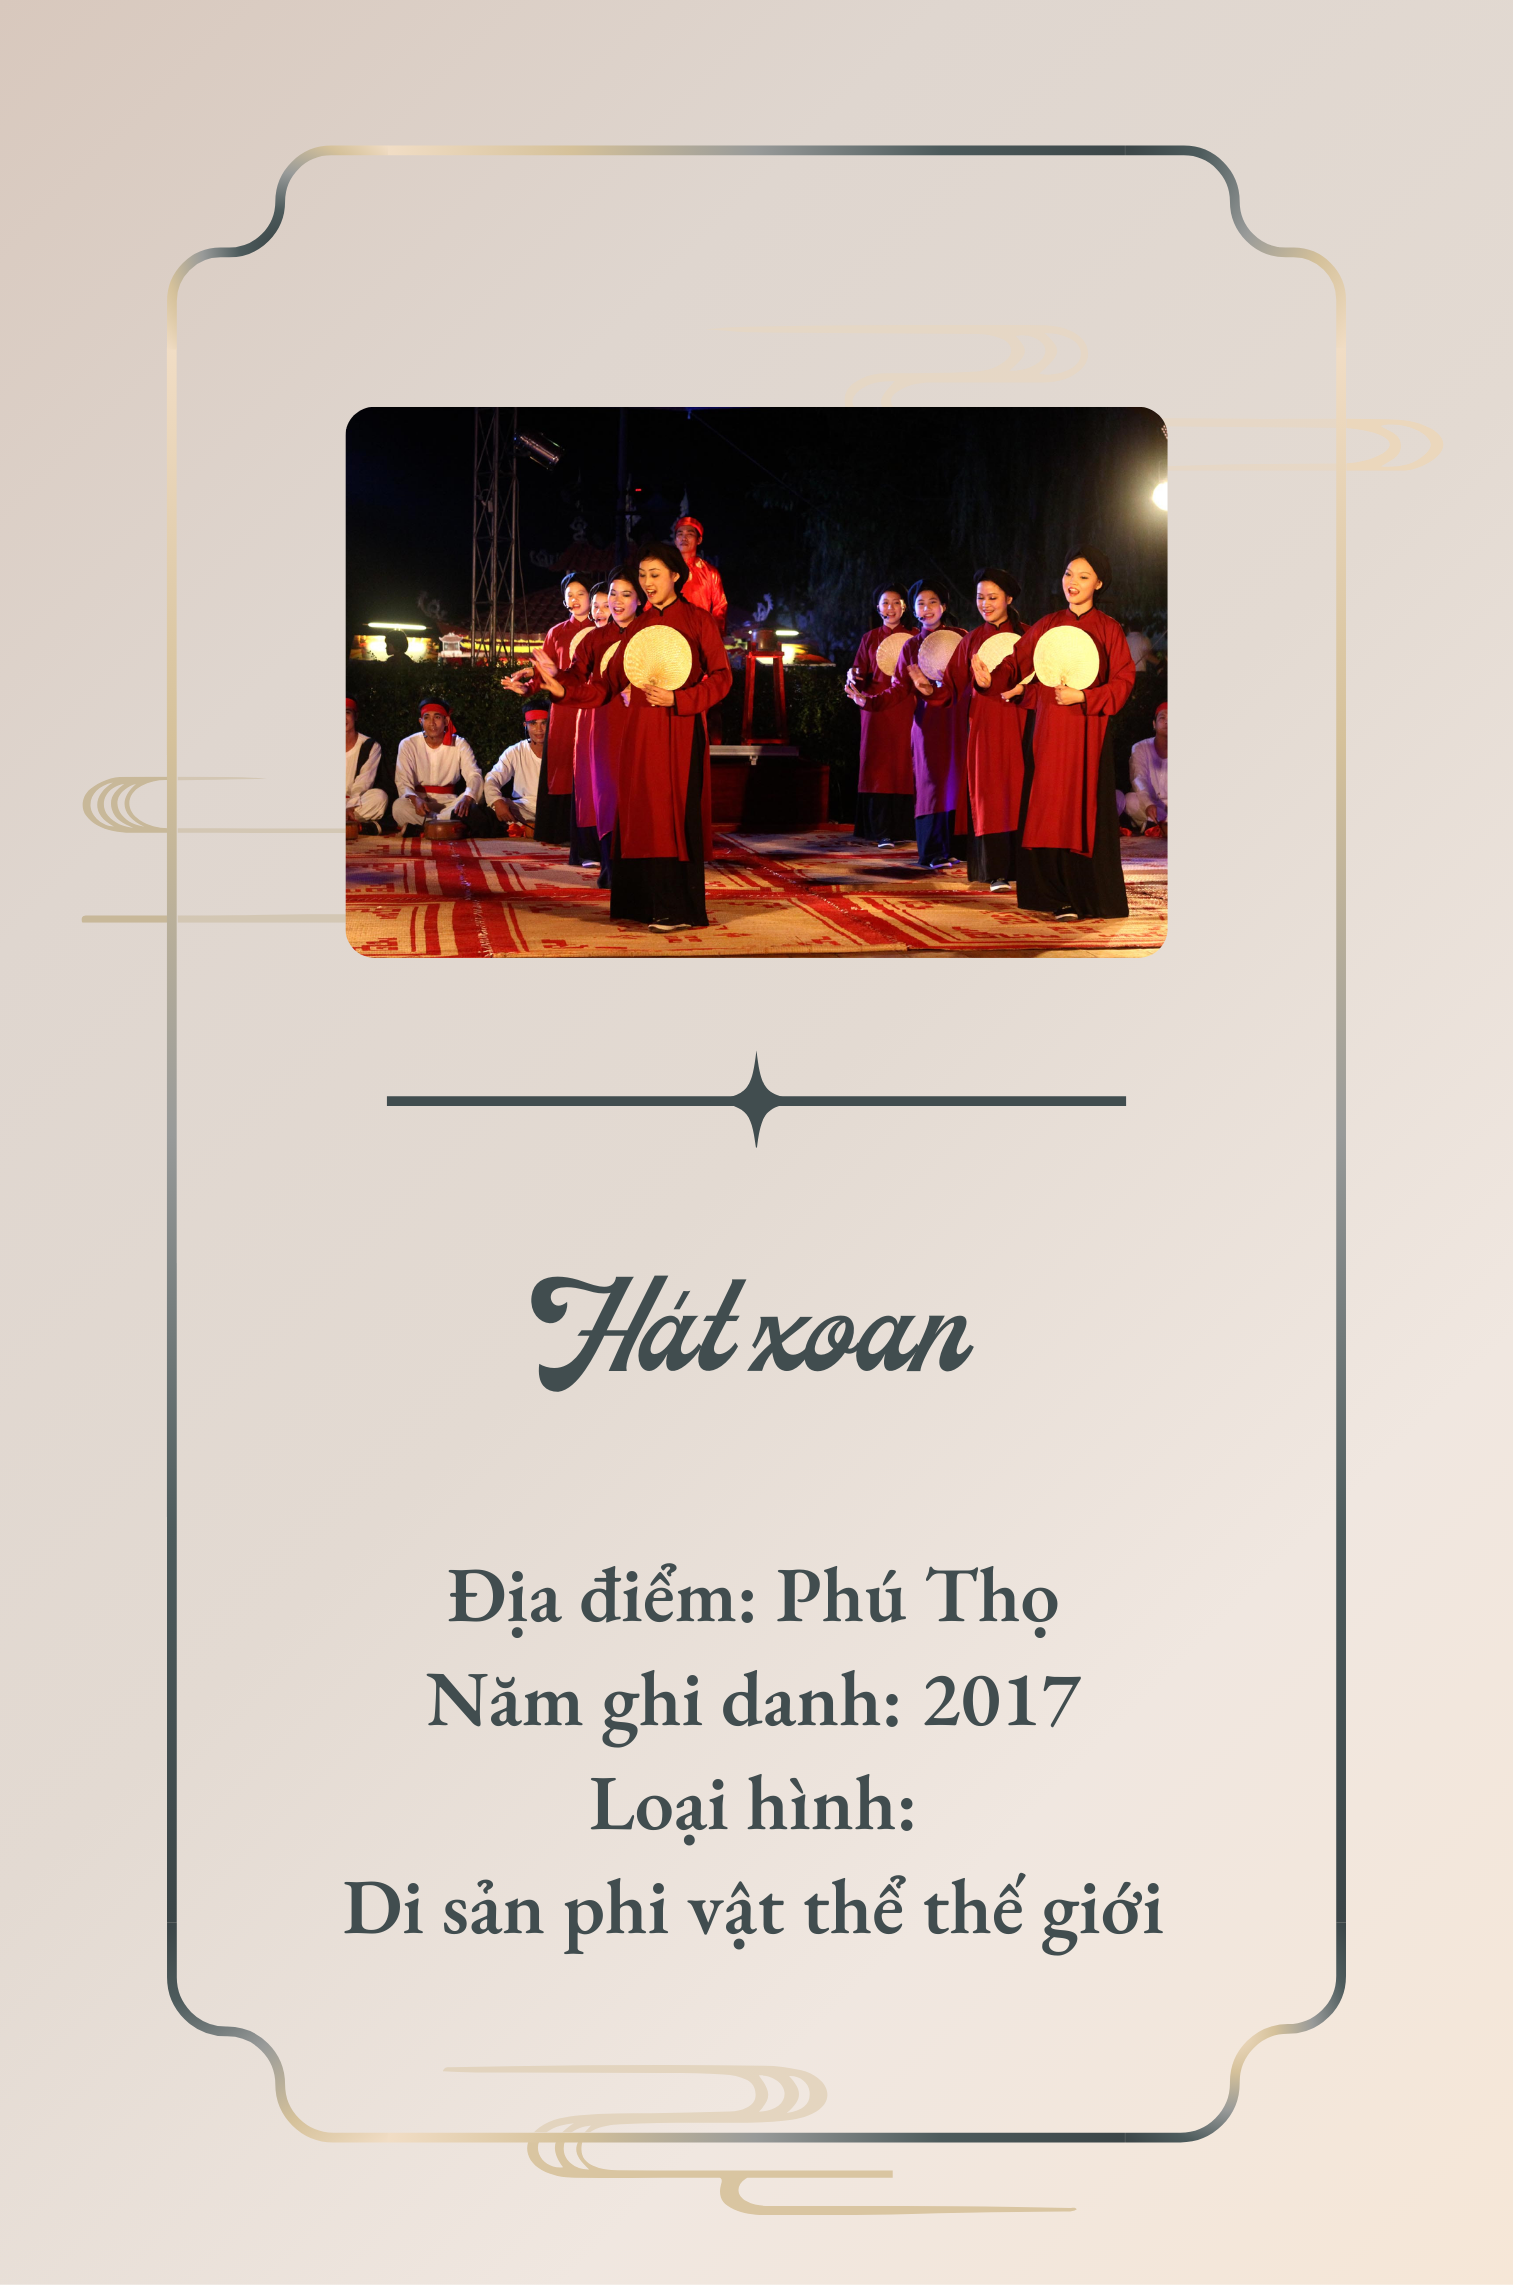 Hát xoan
Địa điểm: Phú Thọ
Năm ghi danh: 2017
Loại hình:
Di sản phi vật thể thế giới